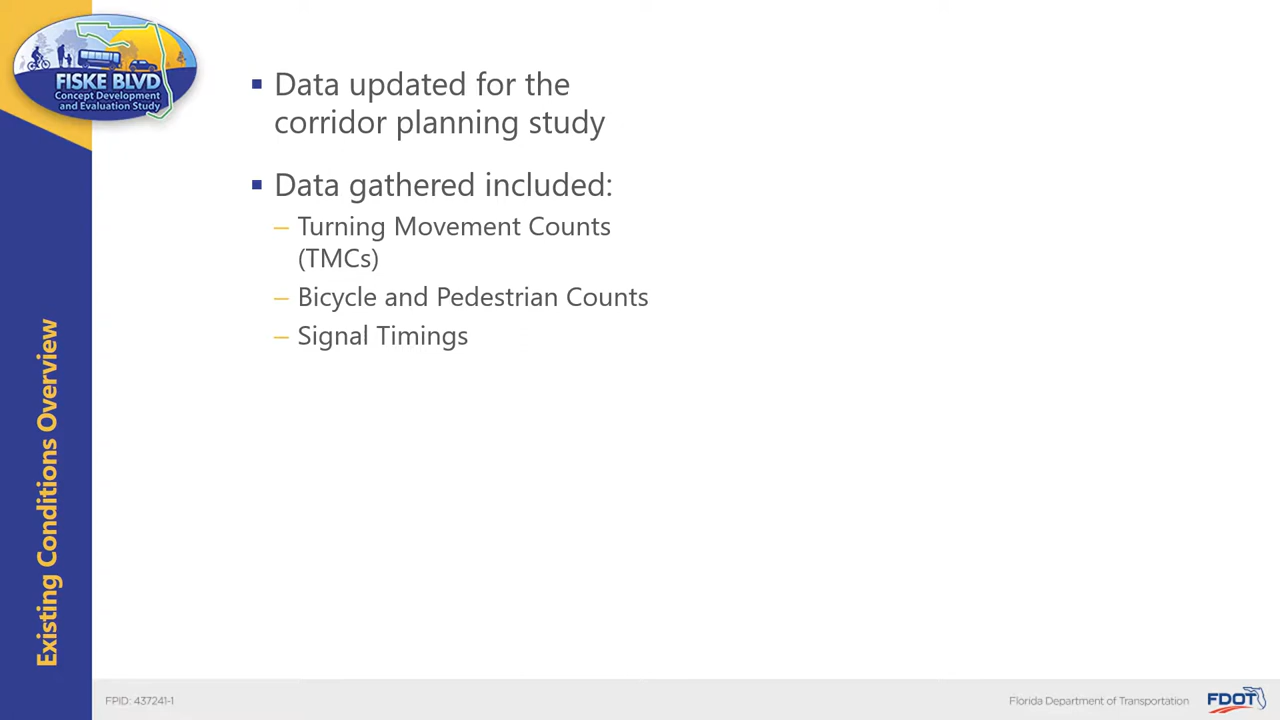 FISKE BLVD
Concept Development
and Evaluation Study
Existing Conditions Overview
▪ Data updated for the
corridor planning study
▪ Data gathered included:
– Turning Movement Counts
(TMCs)
– Bicycle and Pedestrian Counts
– Signal Timings
FPID: 437241-1
Florida Department of Transportation
FDOT